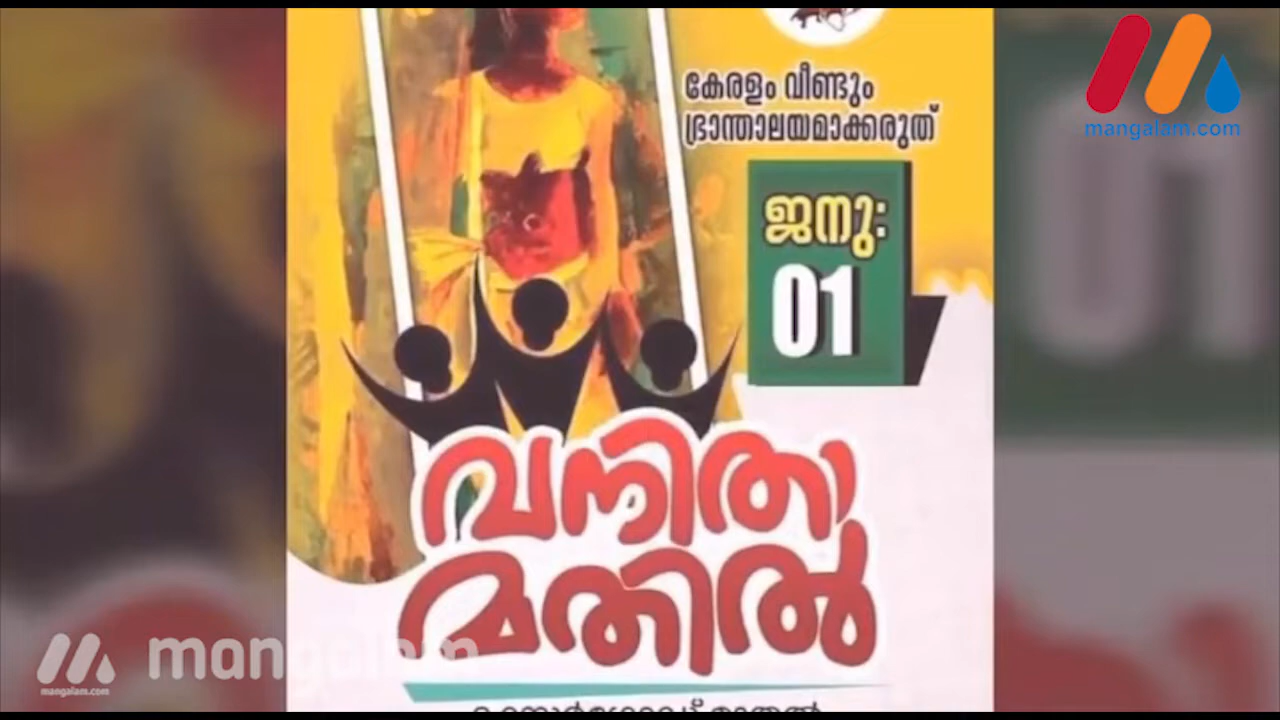 കേരളം വീണ്ടും
ഭ്രാന്താലയമാക്കരുത്
mangalam.com
ജനു:
01
വനിതാ
മതിൽ
mangalam
mangalam.com